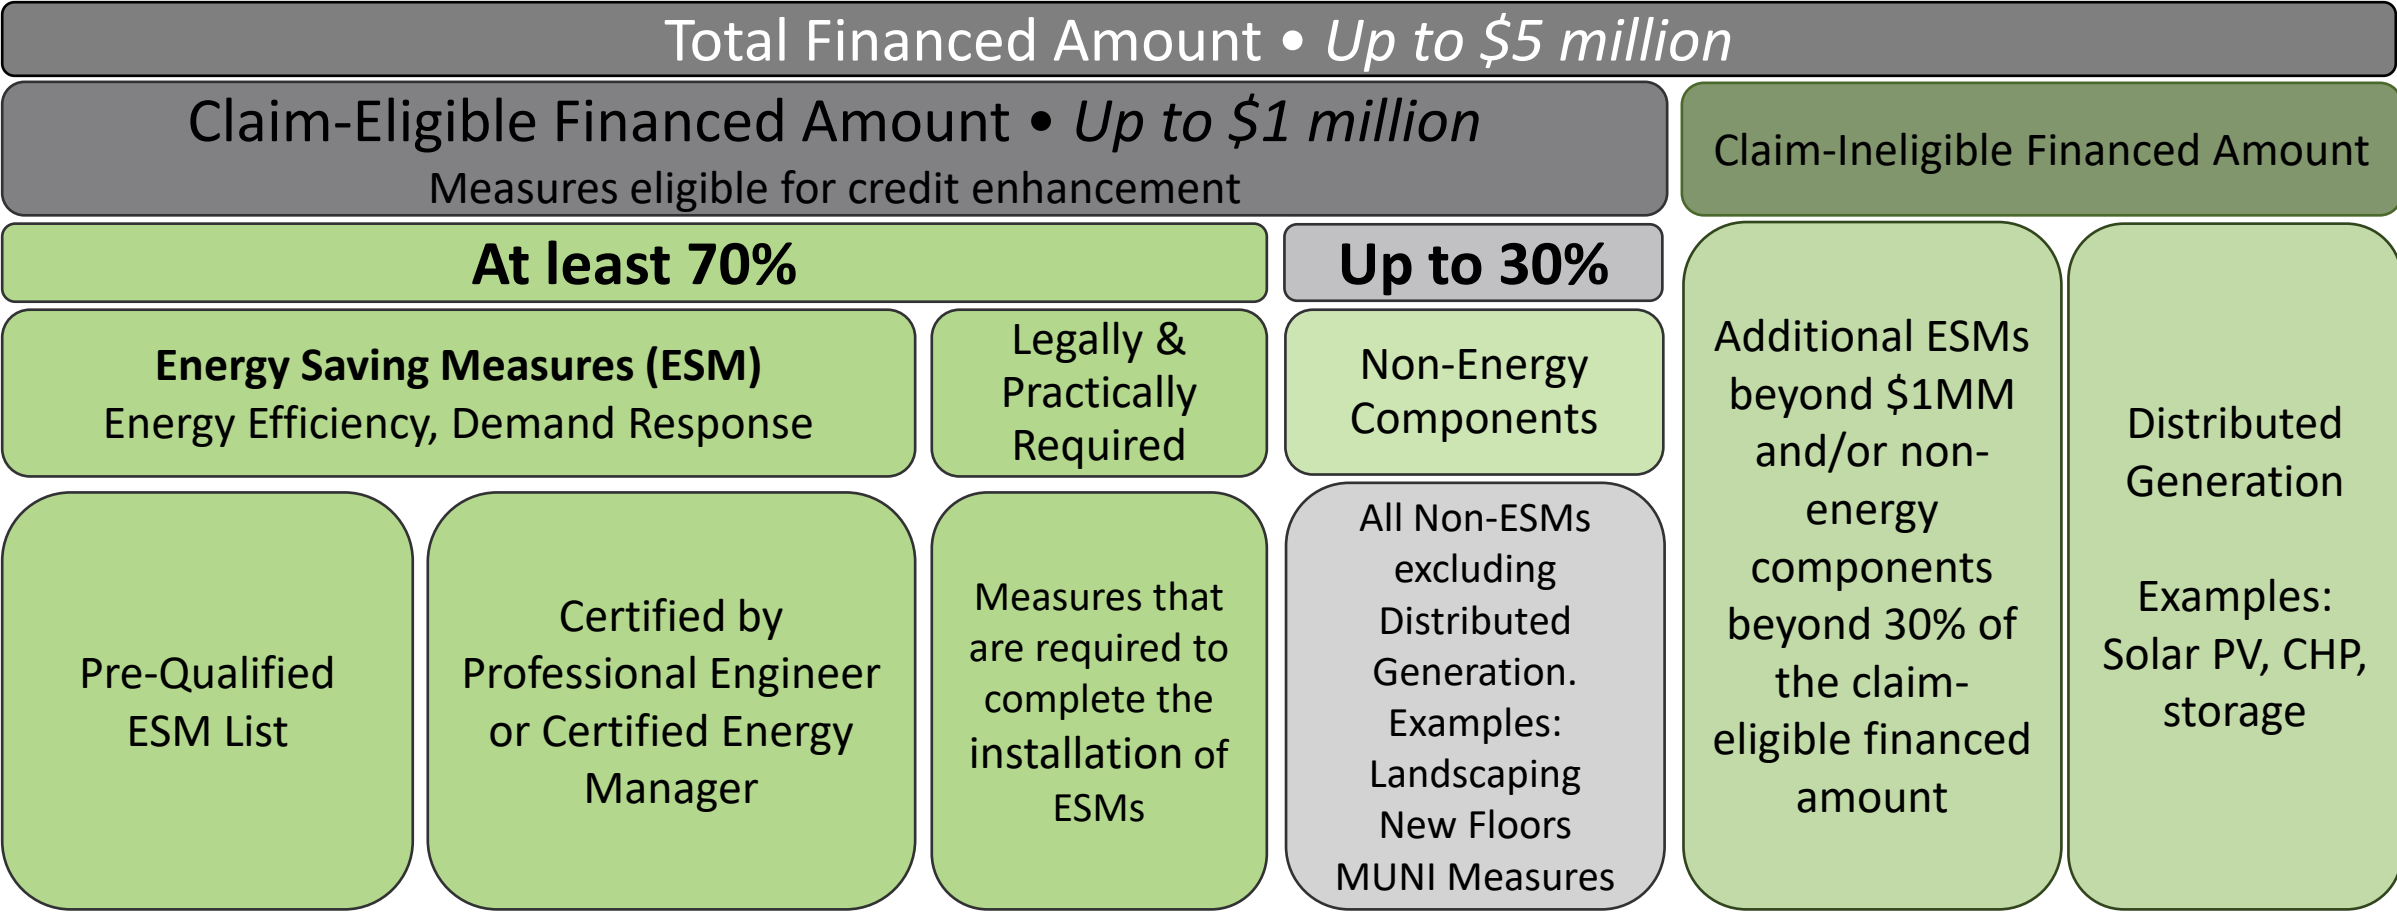 Total Financed Amount • Up to $5 million
Claim-Eligible Financed Amount • Up to $1 million
Measures eligible for credit enhancement
Claim-Ineligible Financed Amount
At least 70%
Up to 30%
Energy Saving Measures (ESM)
Energy Efficiency, Demand Response
Legally &
Practically
Required
Non-Energy
Components
Pre-Qualified
ESM List
Certified by
Professional Engineer
or Certified Energy
Manager
Measures that
are required to
complete the
installation of
ESMs
All Non-ESMs
excluding
Distributed
Generation.
Examples:
Landscaping
New Floors
MUNI Measures
Additional ESMs
beyond $1MM
and/or non-
energy
components
beyond 30% of
the claim-
eligible financed
amount
Distributed
Generation
Examples:
Solar PV, CHP,
storage